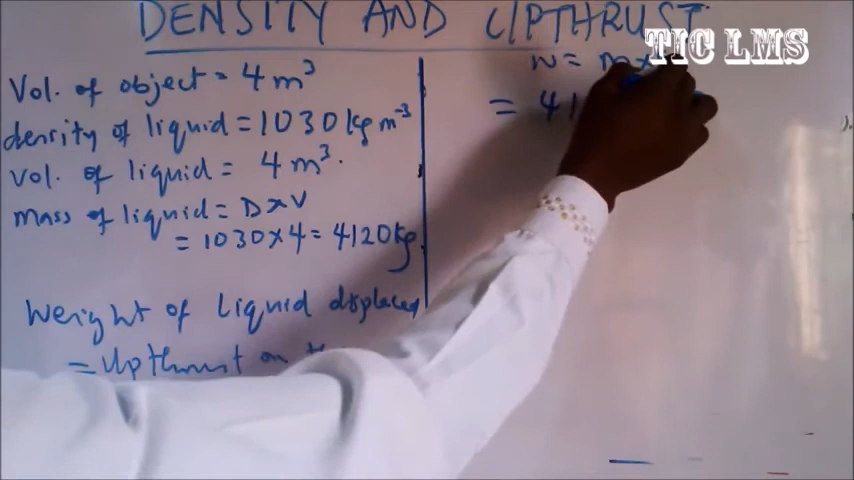 DENSITY AND UPTHRUST
TIC LMS
Vol. of object = 4 m³
density of liquid = 1030 kg m⁻³
vol. of liquid = 4 m³.
mass of liquid = D x V
= 1030 x 4 = 4120 kg
Weight of liquid displaced
= Upthrust on
W = m x
= 41